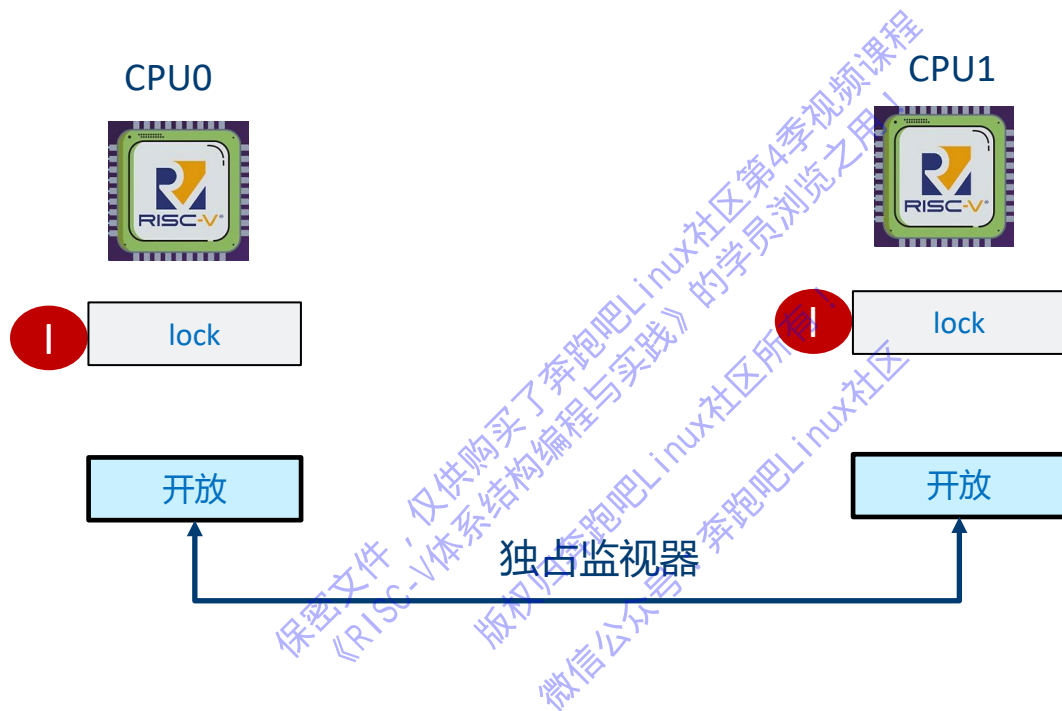 CPU0
CPU1
RISC-V®
RISC-V®
I
lock
I
lock
开放
开放
独占监视器
保密文件，仅供购买了奔跑吧Linux社区第4季视频课程
《RISC-V体系结构编程与实践》的学员浏览之用！
版权归奔跑吧Linux社区所有！
微信公众号：奔跑吧Linux社区